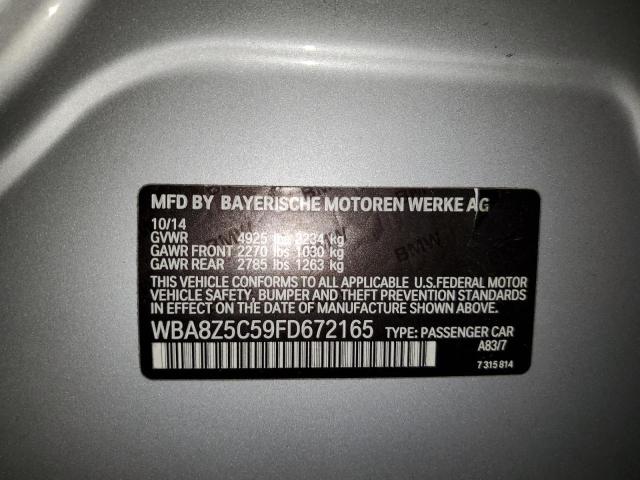 MFD BY BAYERISCHE MOTOREN WERKE AG
10/14
GVWR 4925 lbs 2234 kg
GAWR FRONT 2270 lbs 1030 kg
GAWR REAR 2785 lbs 1263 kg
THIS VEHICLE CONFORMS TO ALL APPLICABLE U.S.FEDERAL MOTOR
VEHICLE SAFETY, BUMPER, AND THEFT PREVENTION STANDARDS
IN EFFECT ON THE DATE OF MANUFACTURE SHOWN ABOVE.
WBA8Z5C59FD672165 TYPE: PASSENGER CAR
A83/7
7 315 814
BMW